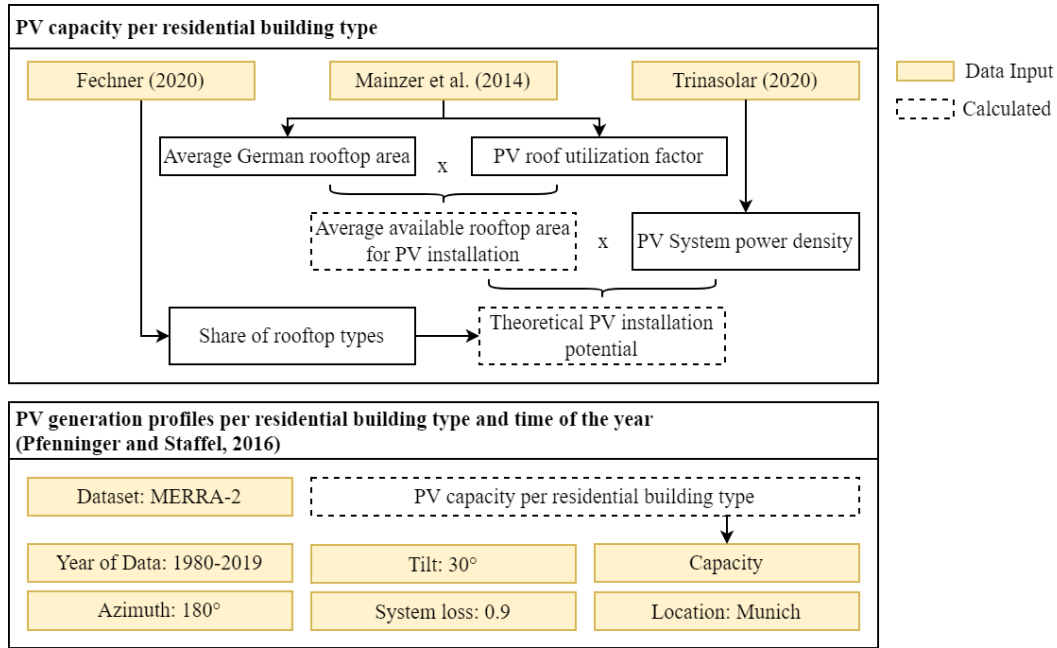 PV capacity per residential building type
Fechner (2020)
Mainzer et al. (2014)
Trinasolar (2020)
Data Input
Calculated
Average German rooftop area
x
PV roof utilization factor
Average available rooftop area
for PV installation
x
PV System power density
Share of rooftop types
Theoretical PV installation
potential
PV generation profiles per residential building type and time of the year
(Pfenninger and Staffel, 2016)
Dataset: MERRA-2
PV capacity per residential building type
Year of Data: 1980-2019
Tilt: 30°
Capacity
Azimuth: 180°
System loss: 0.9
Location: Munich